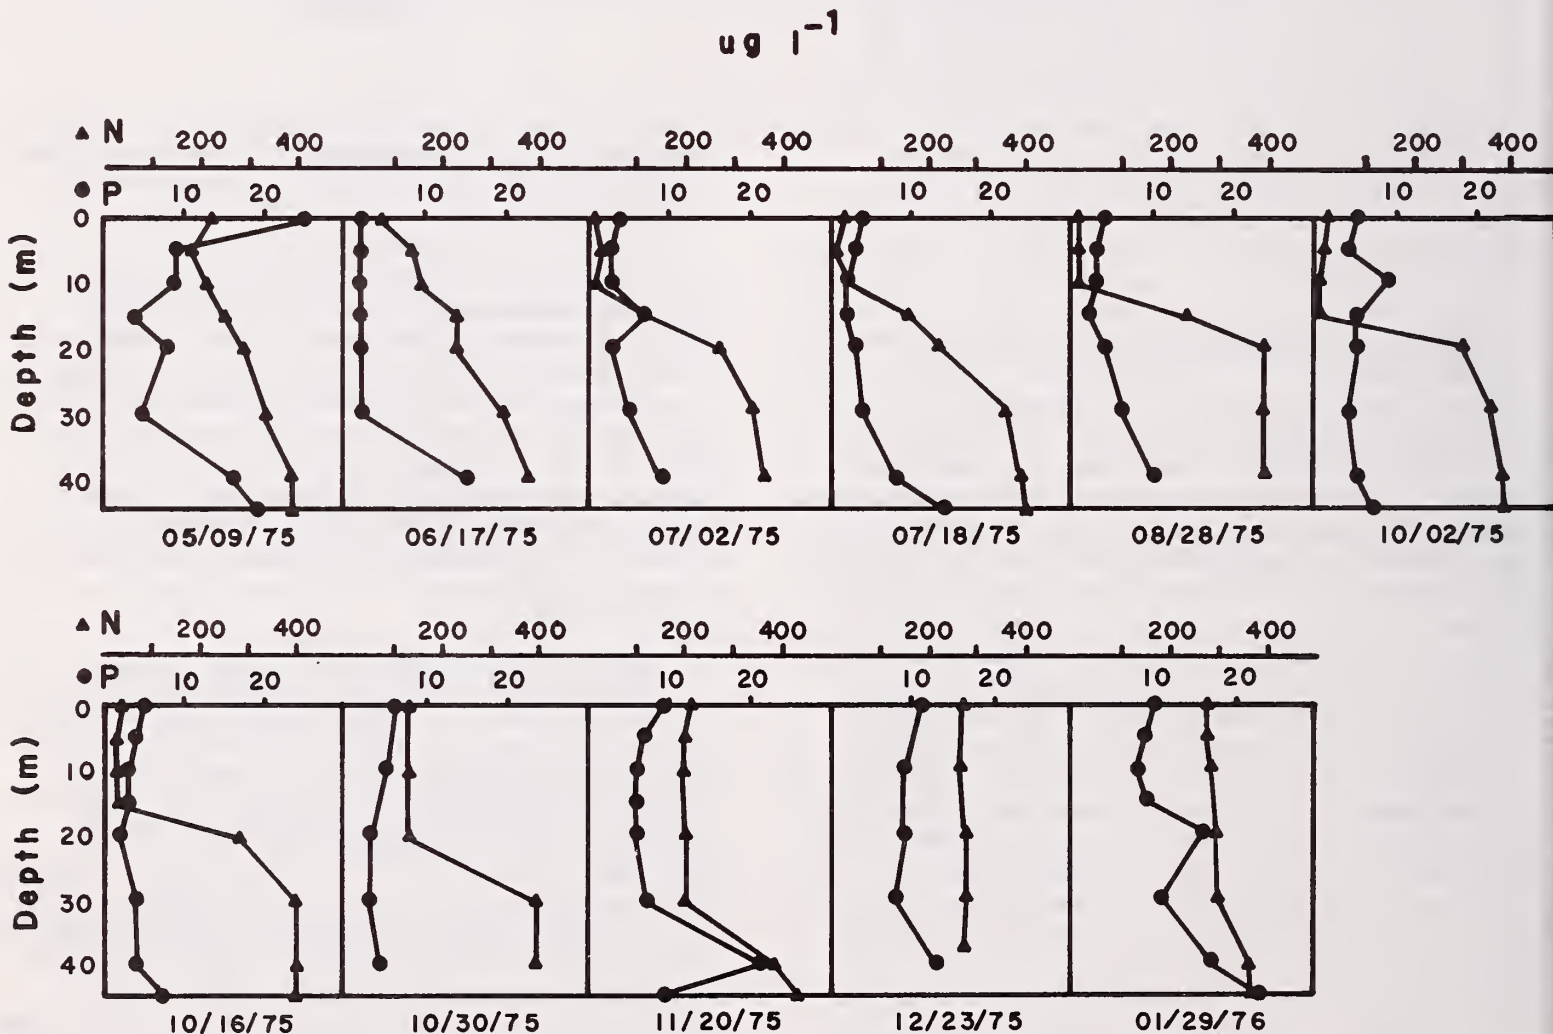 ug l⁻¹
▲ N 200 400 200 400 200 400 200 400 200 400 200 400
● P 10 20 10 20 10 20 10 20 10 20 10 20
Depth (m)
0
10
20
30
40
05/09/75 06/17/75 07/02/75 07/18/75 08/28/75 10/02/75
▲ N 200 400 200 400 200 400 200 400 200 400
● P 10 20 10 20 10 20 10 20 10 20
Depth (m)
0
10
20
30
40
10/16/75 10/30/75 11/20/75 12/23/75 01/29/76